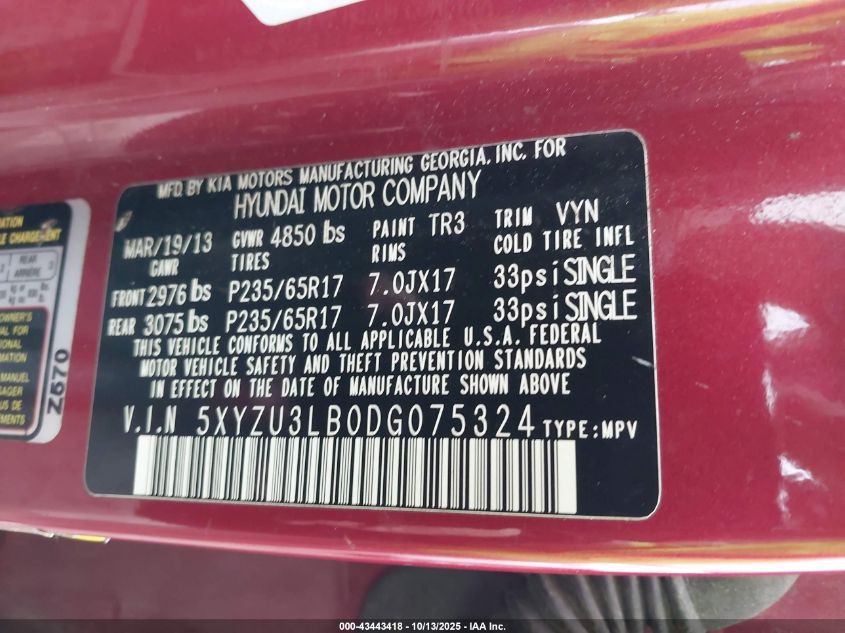 MFD. BY KIA MOTORS MANUFACTURING GEORGIA, INC. FOR
HYUNDAI MOTOR COMPANY
MAR/19/13 GVWR 4850 lbs PAINT TR3 TRIM VYN
GAWR TIRES RIMS COLD TIRE INFL
FRONT 2976 lbs P235/65R17 7.0JX17 33psi SINGLE
REAR 3075 lbs P235/65R17 7.0JX17 33psi SINGLE
THIS VEHICLE CONFORMS TO ALL APPLICABLE U.S.A. FEDERAL
MOTOR VEHICLE SAFETY AND THEFT PREVENTION STANDARDS
IN EFFECT ON THE DATE OF MANUFACTURE SHOWN ABOVE
V.I.N 5XYZU3LB0DG075324 TYPE:MPV
REAR
ARRIÈRE
OWNER'S
MANUEL
Z670
000-43443418 - 10/13/2025 - IAA Inc.